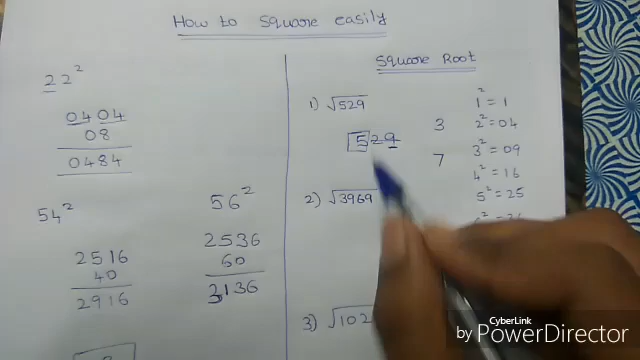 How to Square easily
22²
0404
08
0484
54²
2516
40
2916
56²
2536
60
3136
Square Root
1) √529
529
3
7
1² = 1
2² = 04
3² = 09
4² = 16
5² = 25
2) √3969
3) √102
CyberLink
by PowerDirector